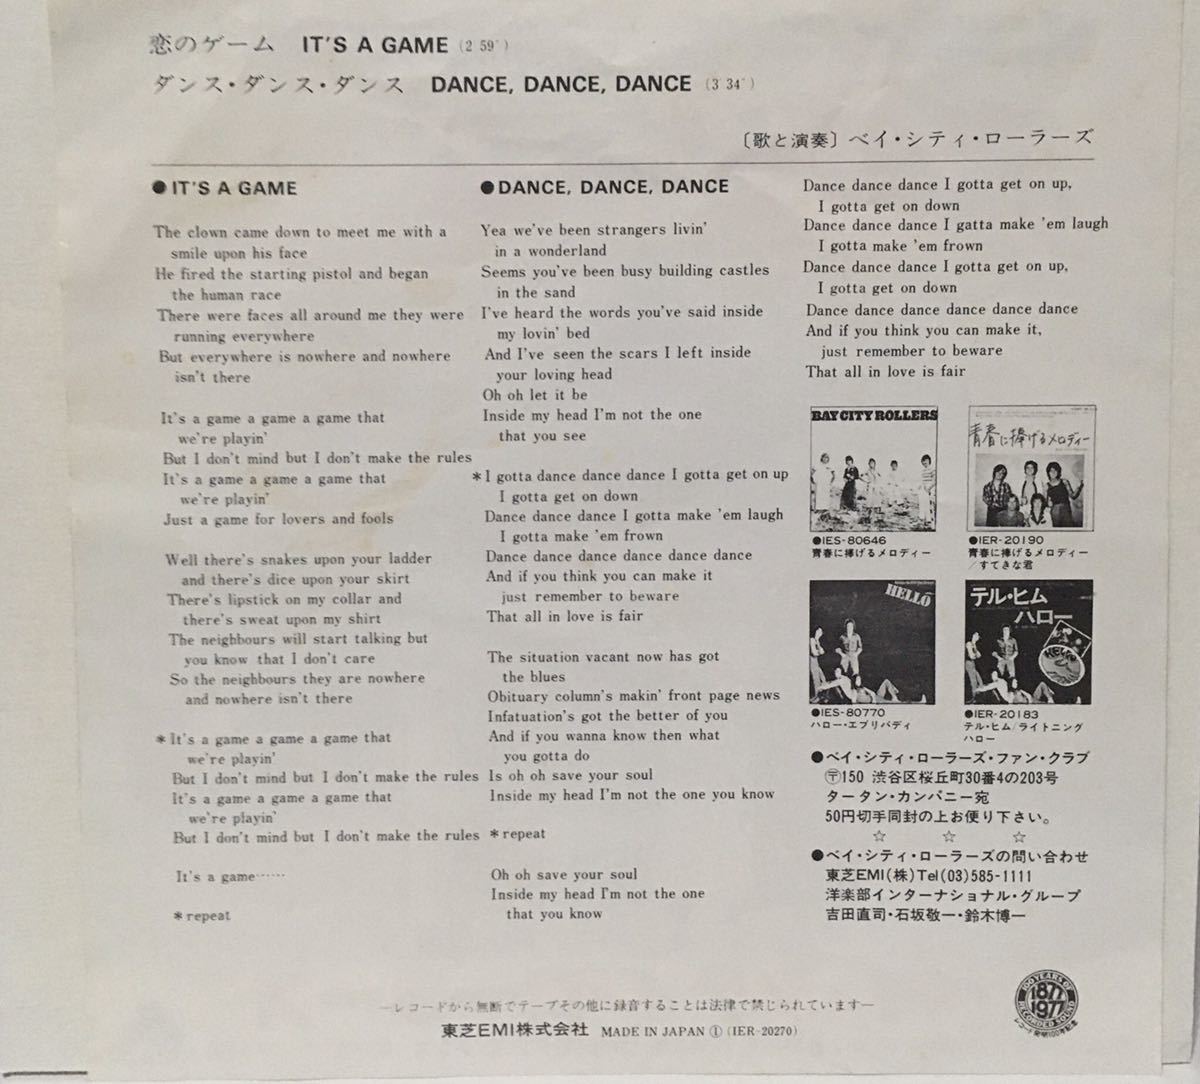 恋のゲーム IT'S A GAME (2´59˝)
ダンス・ダンス・ダンス DANCE, DANCE, DANCE (3´34˝)
〔歌と演奏〕ベイ・シティ・ローラーズ
●IT'S A GAME
The clown came down to meet me with a
smile upon his face
He fired the starting pistol and began
the human race
There were faces all around me they were
running everywhere
But everywhere is nowhere and nowhere
isn't there
It's a game a game a game that
we're playin'
But I don't mind but I don't make the rules
It's a game a game a game that
we're playin'
Just a game for lovers and fools
Well there's snakes upon your ladder
and there's dice upon your skirt
There's lipstick on my collar and
there's sweat upon my shirt
The neighbours will start talking but
you know that I don't care
So the neighbours they are nowhere
and nowhere isn't there
*It's a game a game a game that
we're playin'
But I don't mind but I don't make the rules
It's a game a game a game that
we're playin'
But I don't mind but I don't make the rules
It's a game……
*repeat
●DANCE, DANCE, DANCE
Yea we've been strangers livin'
in a wonderland
Seems you've been busy building castles
in the sand
I've heard the words you've said inside
my lovin' bed
And I've seen the scars I left inside
your loving head
Oh oh let it be
Inside my head I'm not the one
that you see
*I gotta dance dance dance I gotta get on up
I gotta get on down
Dance dance dance I gotta make 'em laugh
I gotta make 'em frown
Dance dance dance dance dance dance
And if you think you can make it
just remember to beware
That all in love is fair
The situation vacant now has got
the blues
Obituary column's makin' front page news
Infatuation's got the better of you
And if you wanna know then what
you gotta do
Is oh oh save your soul
Inside my head I'm not the one you know
*repeat
Oh oh save your soul
Inside my head I'm not the one
that you know
Dance dance dance I gotta get on up,
I gotta get on down
Dance dance dance I gatta make 'em laugh
I gotta make 'em frown
Dance dance dance I gotta get on up,
I gotta get on down
Dance dance dance dance dance dance
And if you think you can make it,
just remember to beware
That all in love is fair
BAY CITY ROLLERS
青春に捧げるメロディー
●IES-80646
青春に捧げるメロディー
●IER-20190
青春に捧げるメロディー
/すてきな君
HELLO
テル・ヒム
ハロー
●IES-80770
ハロー・エブリバディ
●IER-20183
テル・ヒム/ライトニング
ハロー
●ベイ・シティ・ローラーズ・ファン・クラブ
〒150 渋谷区桜丘町30番4の203号
タータン・カンパニー宛
50円切手同封の上お便り下さい。
☆ ☆ ☆
●ベイ・シティ・ローラーズの問い合わせ
東芝EMI(株)Tel(03)585-1111
洋楽部インターナショナル・グループ
吉田直司・石坂敬一・鈴木博一
—レコードから無断でテープその他に録音することは法律で禁じられています—
東芝EMI株式会社 MADE IN JAPAN ① (IER-20270)
100 YEARS OF
1877
1977
RECORDED SOUND
レコード発明100年記念